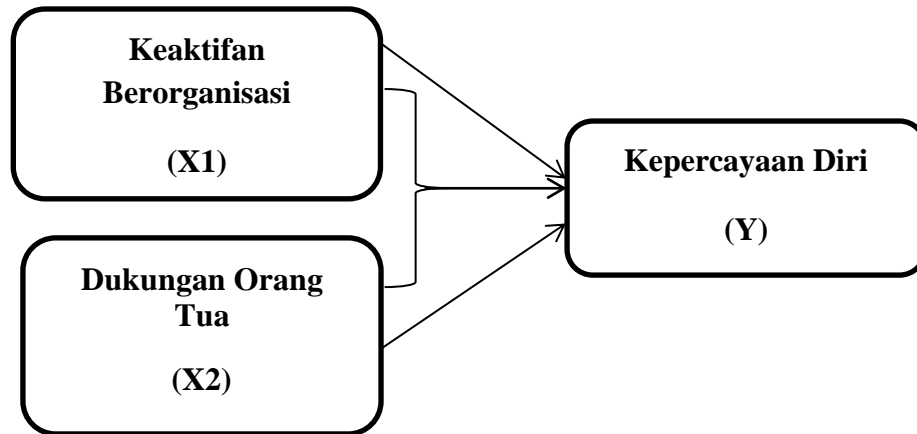 Keaktifan
Berorganisasi
(X1)
Kepercayaan Diri
(Y)
Dukungan Orang
Tua
(X2)